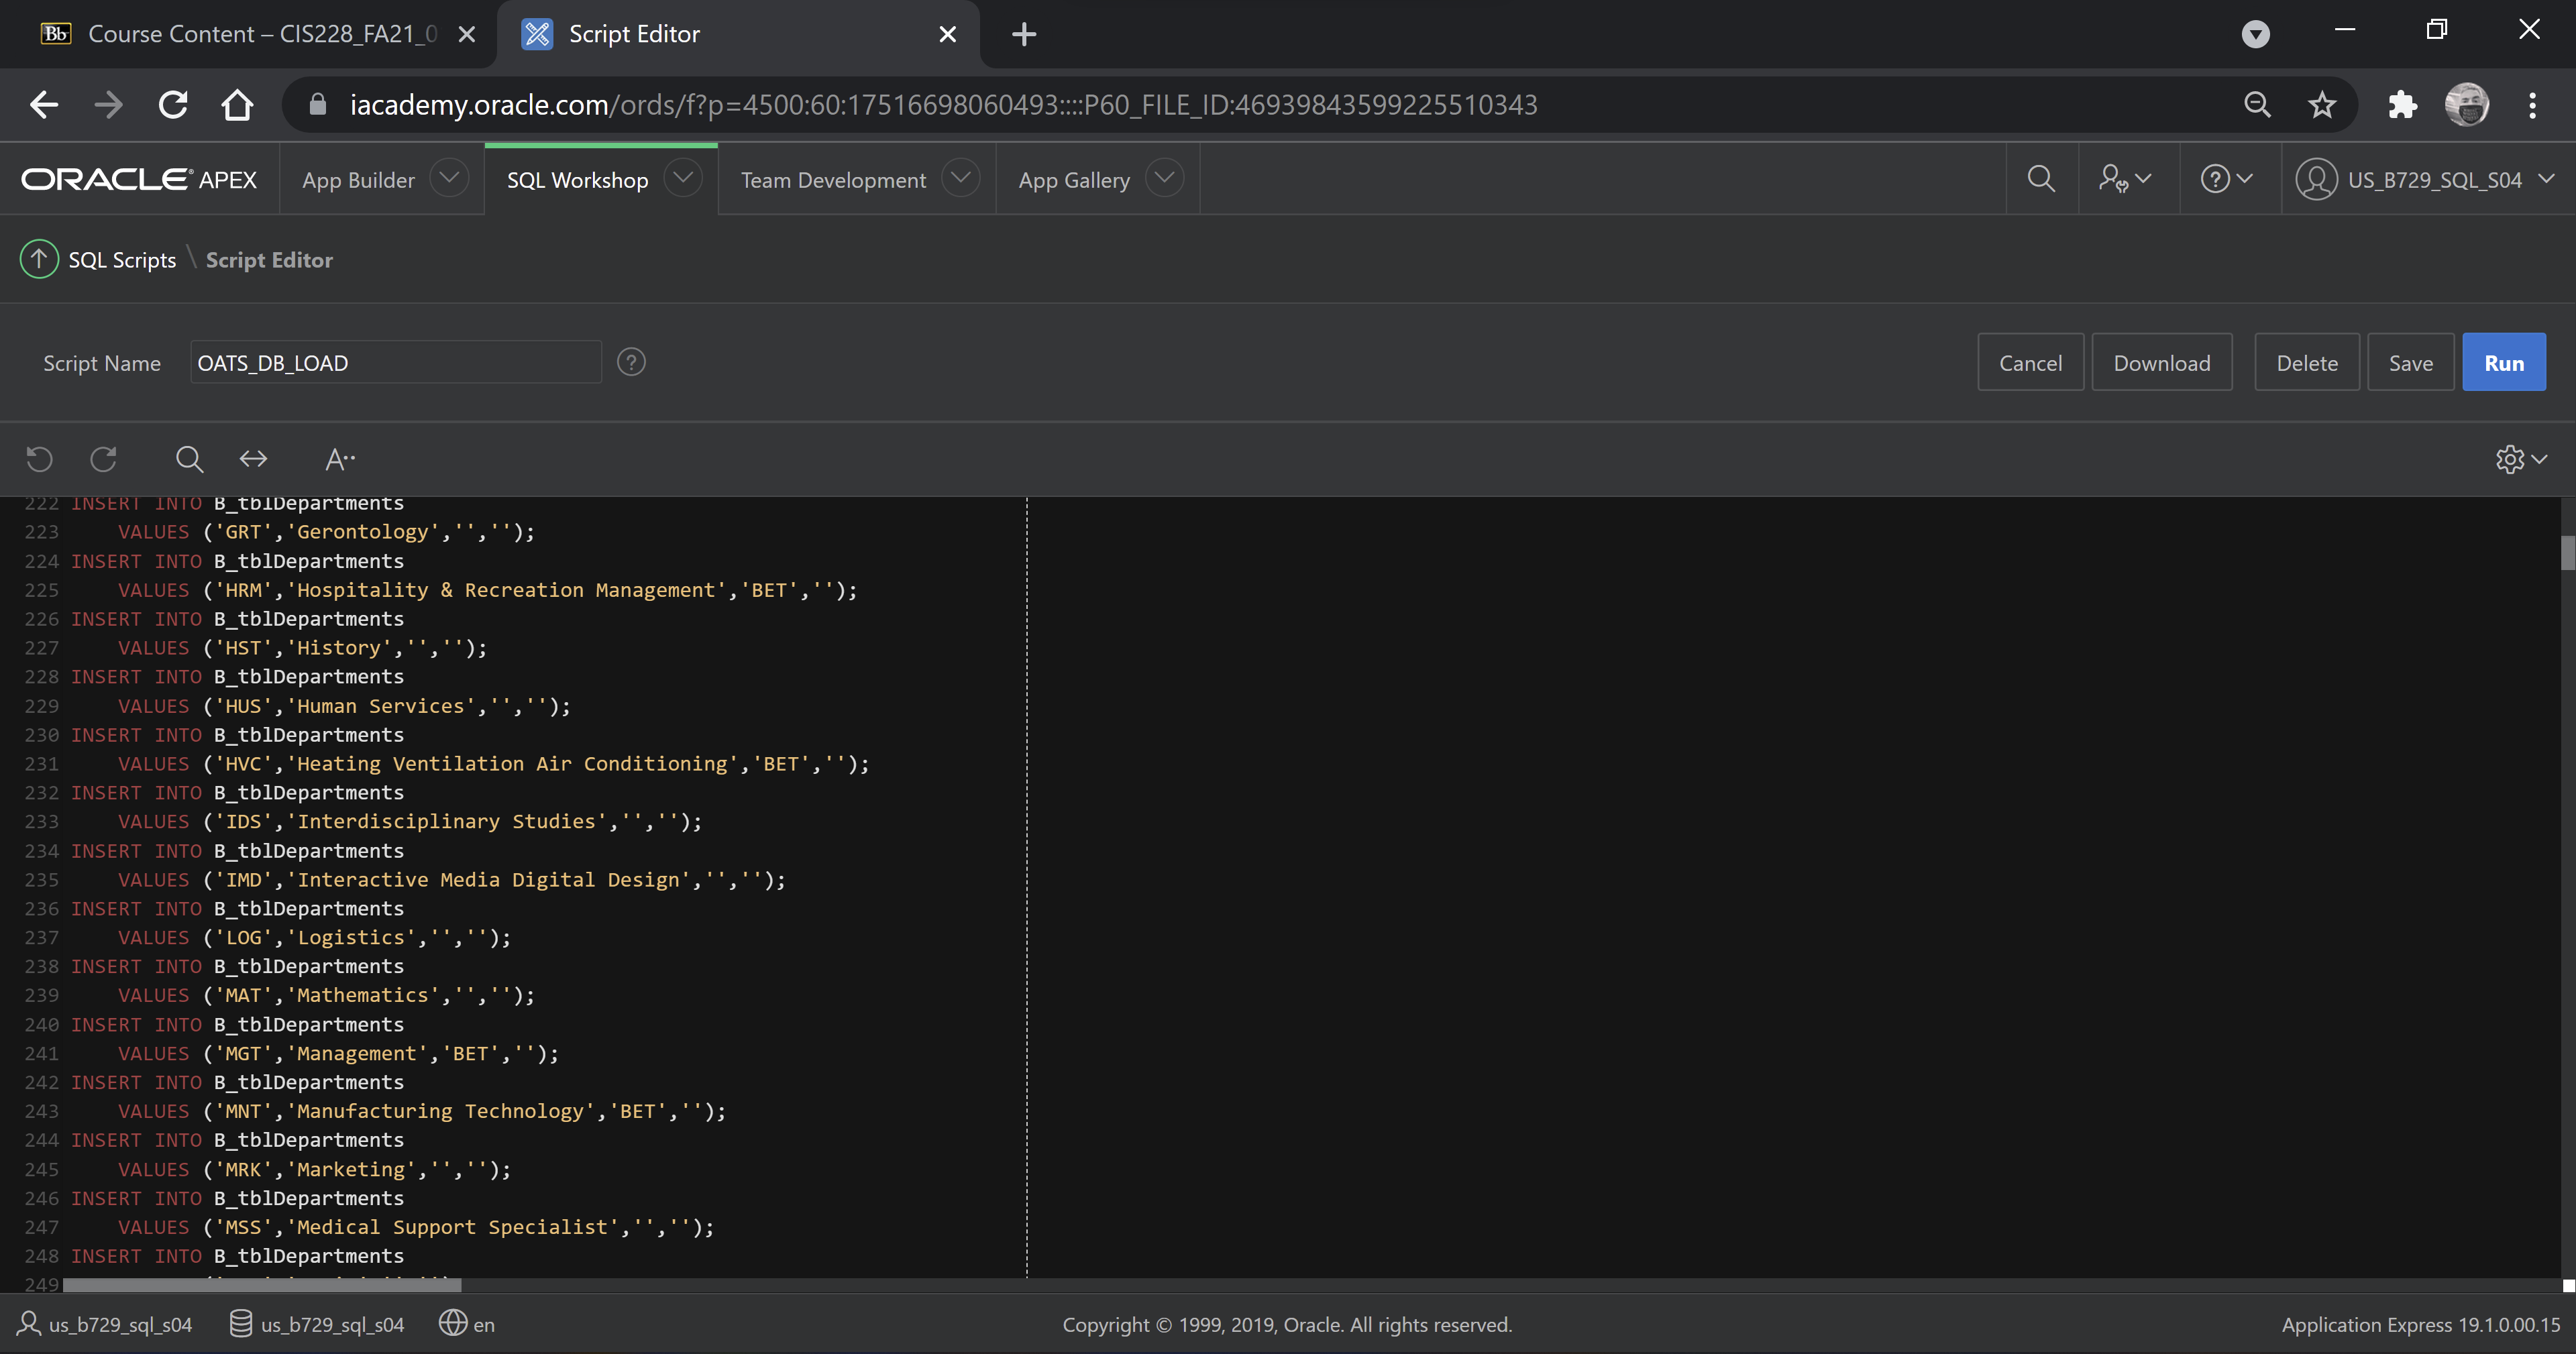 Course Content – CIS228_FA21_0
Script Editor
iacademy.oracle.com/ords/f?p=4500:60:17516698060493::::P60_FILE_ID:46939843599225510343
ORACLE APEX App Builder SQL Workshop Team Development App Gallery US_B729_SQL_S04
SQL Scripts \ Script Editor
Script Name OATS_DB_LOAD Cancel Download Delete Save Run
222 INSERT INTO B_tblDepartments
223 VALUES ('GRT','Gerontology','','');
224 INSERT INTO B_tblDepartments
225 VALUES ('HRM','Hospitality & Recreation Management','BET','');
226 INSERT INTO B_tblDepartments
227 VALUES ('HST','History','','');
228 INSERT INTO B_tblDepartments
229 VALUES ('HUS','Human Services','','');
230 INSERT INTO B_tblDepartments
231 VALUES ('HVC','Heating Ventilation Air Conditioning','BET','');
232 INSERT INTO B_tblDepartments
233 VALUES ('IDS','Interdisciplinary Studies','','');
234 INSERT INTO B_tblDepartments
235 VALUES ('IMD','Interactive Media Digital Design','','');
236 INSERT INTO B_tblDepartments
237 VALUES ('LOG','Logistics','','');
238 INSERT INTO B_tblDepartments
239 VALUES ('MAT','Mathematics','','');
240 INSERT INTO B_tblDepartments
241 VALUES ('MGT','Management','BET','');
242 INSERT INTO B_tblDepartments
243 VALUES ('MNT','Manufacturing Technology','BET','');
244 INSERT INTO B_tblDepartments
245 VALUES ('MRK','Marketing','','');
246 INSERT INTO B_tblDepartments
247 VALUES ('MSS','Medical Support Specialist','','');
248 INSERT INTO B_tblDepartments
249
us_b729_sql_s04 us_b729_sql_s04 en Copyright © 1999, 2019, Oracle. All rights reserved. Application Express 19.1.0.00.15